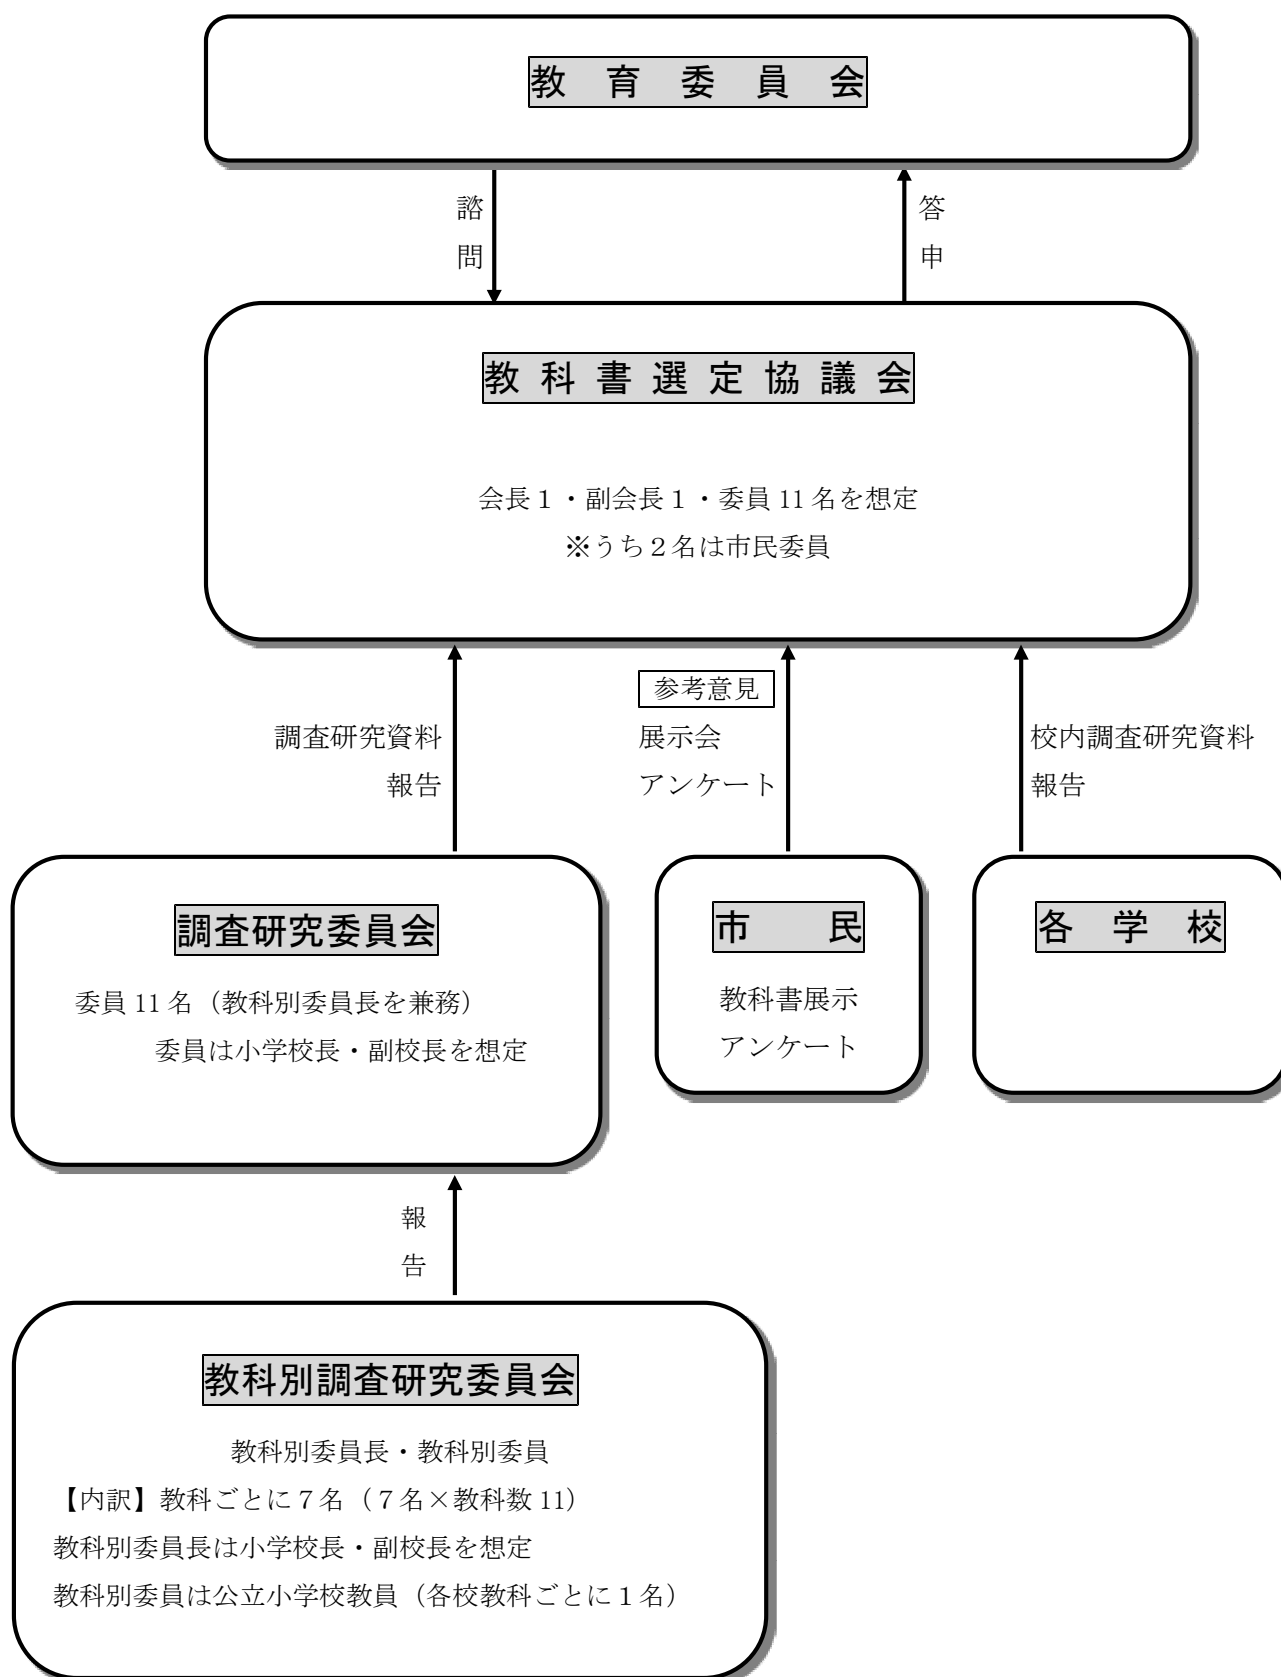 教育委員会
諮問
答申
教科書選定協議会
会長１・副会長１・委員 11 名を想定
※うち２名は市民委員
調査研究資料
報告
参考意見
展示会
アンケート
校内調査研究資料
報告
調査研究委員会
委員 11 名（教科別委員長を兼務）
委員は小学校長・副校長を想定
市民
教科書展示
アンケート
各学校
報告
教科別調査研究委員会
教科別委員長・教科別委員
【内訳】教科ごとに７名（７名×教科数 11）
教科別委員長は小学校長・副校長を想定
教科別委員は公立小学校教員（各校教科ごとに１名）